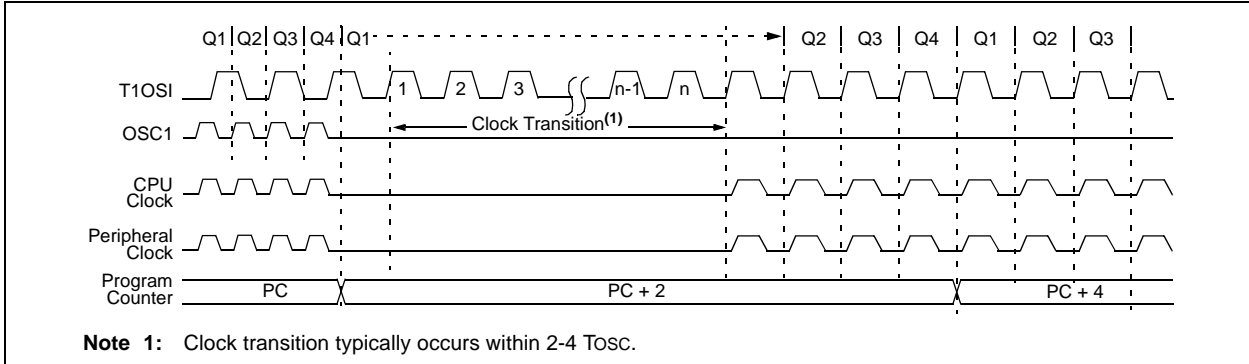 Q1 Q2 Q3 Q4 Q1 Q2 Q3 Q4 Q1 Q2 Q3
T1OSI 1 2 3 n-1 n
Clock Transition(1)
OSC1
CPU
Clock
Peripheral
Clock
Program
Counter
PC PC + 2 PC + 4
Note 1: Clock transition typically occurs within 2-4 TOSC.